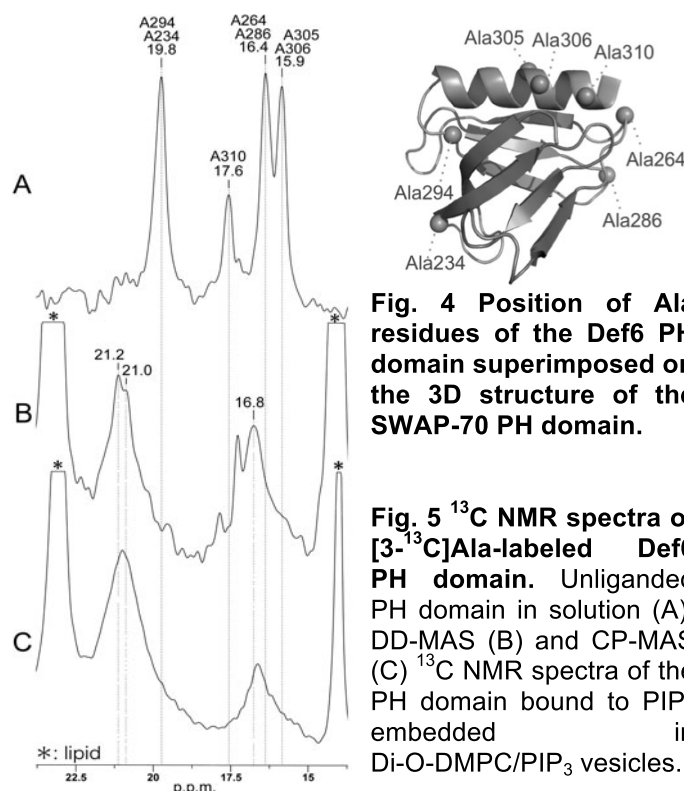 A294
A234
19.8
A264
A286
16.4
A305
A306
15.9
A310
17.6
A
*
*
21.2
21.0
16.8
B
*
*
C
*: lipid
22.5 20 17.5 15
p.p.m.
Ala305
Ala306
Ala310
Ala264
Ala294
Ala286
Ala234
Fig. 4 Position of Ala
residues of the Def6 PH
domain superimposed on
the 3D structure of the
SWAP-70 PH domain.
Fig. 5 ¹³C NMR spectra of
[3-¹³C]Ala-labeled Def6
PH domain. Unliganded
PH domain in solution (A)
DD-MAS (B) and CP-MAS
(C) ¹³C NMR spectra of the
PH domain bound to PIP
embedded in
Di-O-DMPC/PIP₃ vesicles.